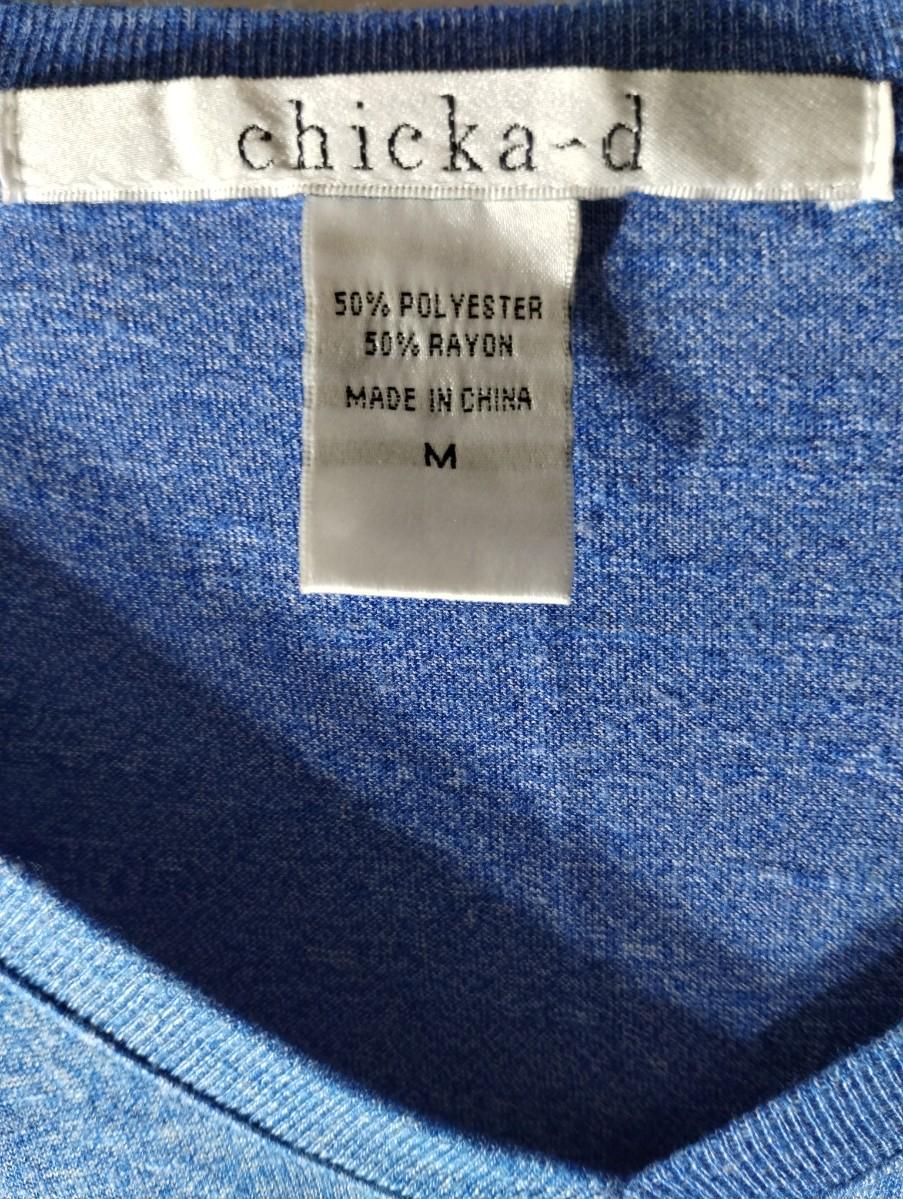 chicka-d
50% POLYESTER
50% RAYON
MADE IN CHINA
M